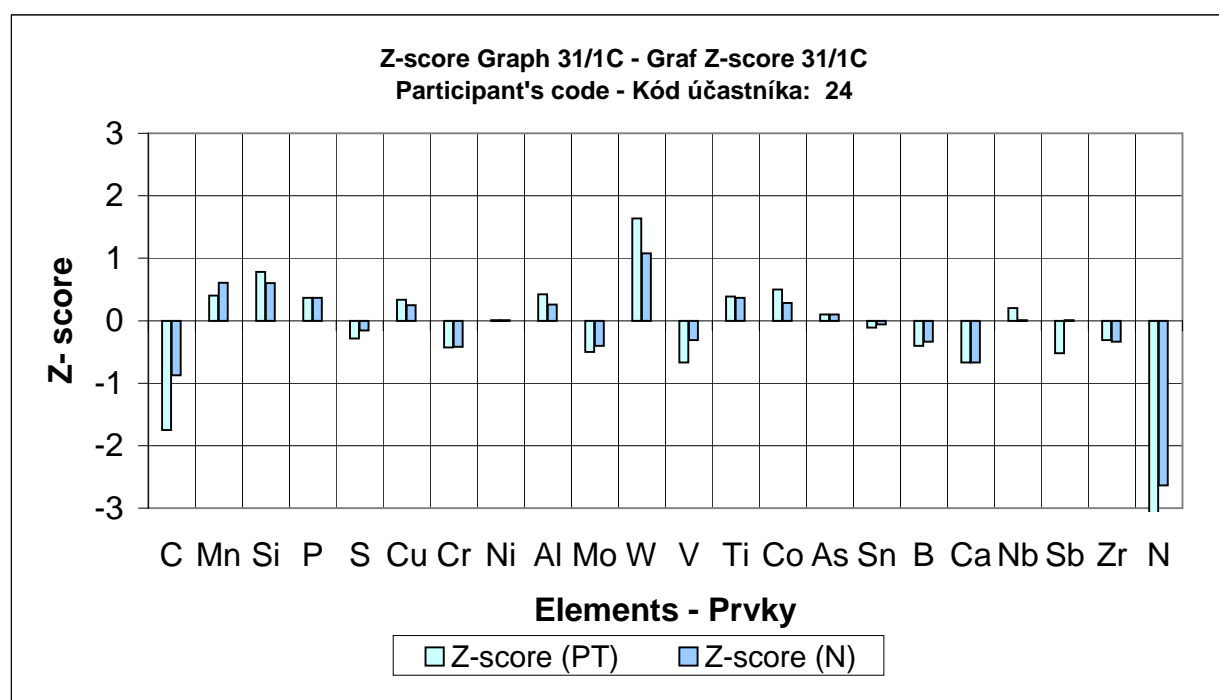 Z-score Graph 31/1C - Graf Z-score 31/1C
Participant's code - Kód účastníka: 24
3
2
1
0
-1
-2
-3
Z- score
C Mn Si P S Cu Cr Ni Al Mo W V Ti Co As Sn B Ca Nb Sb Zr N
Elements - Prvky
Z-score (PT) Z-score (N)